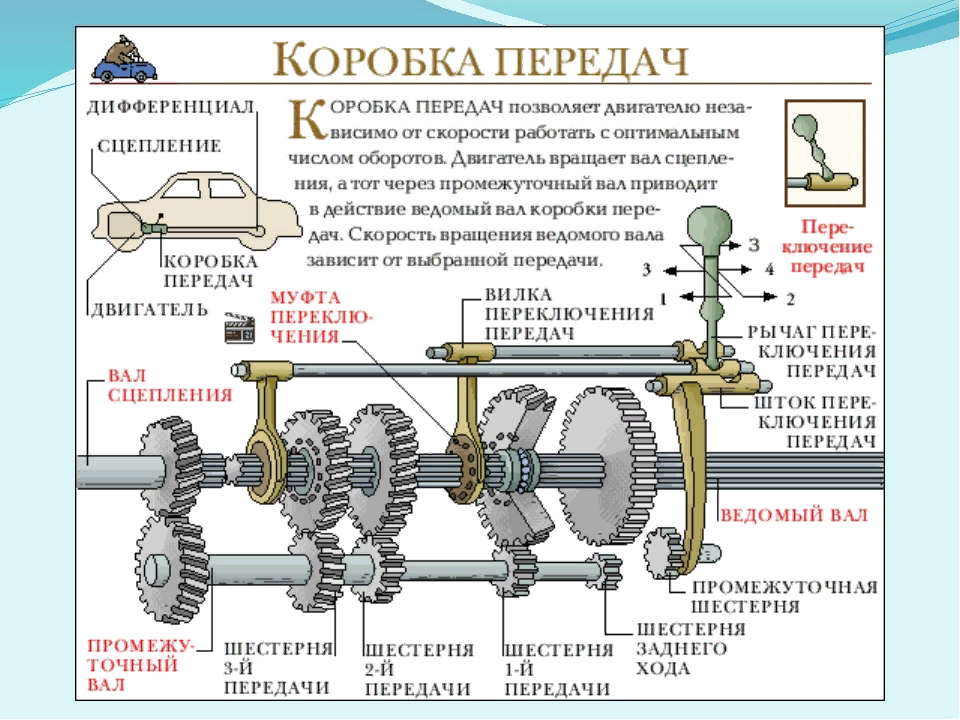 КОРОБКА ПЕРЕДАЧ
ДИФФЕРЕНЦИАЛ
СЦЕПЛЕНИЕ
КОРОБКА
ПЕРЕДАЧ
ДВИГАТЕЛЬ
КОРОБКА ПЕРЕДАЧ позволяет двигателю неза-
висимо от скорости работать с оптимальным
числом оборотов. Двигатель вращает вал сцепле-
ния, а тот через промежуточный вал приводит
в действие ведомый вал коробки пере-
дач. Скорость вращения ведомого вала
зависит от выбранной передачи.
Пере-
ключение
передач
3
3
4
1
2
МУФТА
ПЕРЕКЛЮ-
ЧЕНИЯ
ВИЛКА
ПЕРЕКЛЮЧЕНИЯ
ПЕРЕДАЧ
РЫЧАГ ПЕРЕ-
КЛЮЧЕНИЯ
ПЕРЕДАЧ
ВАЛ
СЦЕПЛЕНИЯ
ШТОК ПЕРЕ-
КЛЮЧЕНИЯ
ПЕРЕДАЧ
ВЕДОМЫЙ ВАЛ
ПРОМЕЖУТОЧНАЯ
ШЕСТЕРНЯ
ПРОМЕЖУ-
ТОЧНЫЙ
ВАЛ
ШЕСТЕРНЯ
3-Й
ПЕРЕДАЧИ
ШЕСТЕРНЯ
2-Й
ПЕРЕДАЧИ
ШЕСТЕРНЯ
1-Й
ПЕРЕДАЧИ
ШЕСТЕРНЯ
ЗАДНЕГО
ХОДА